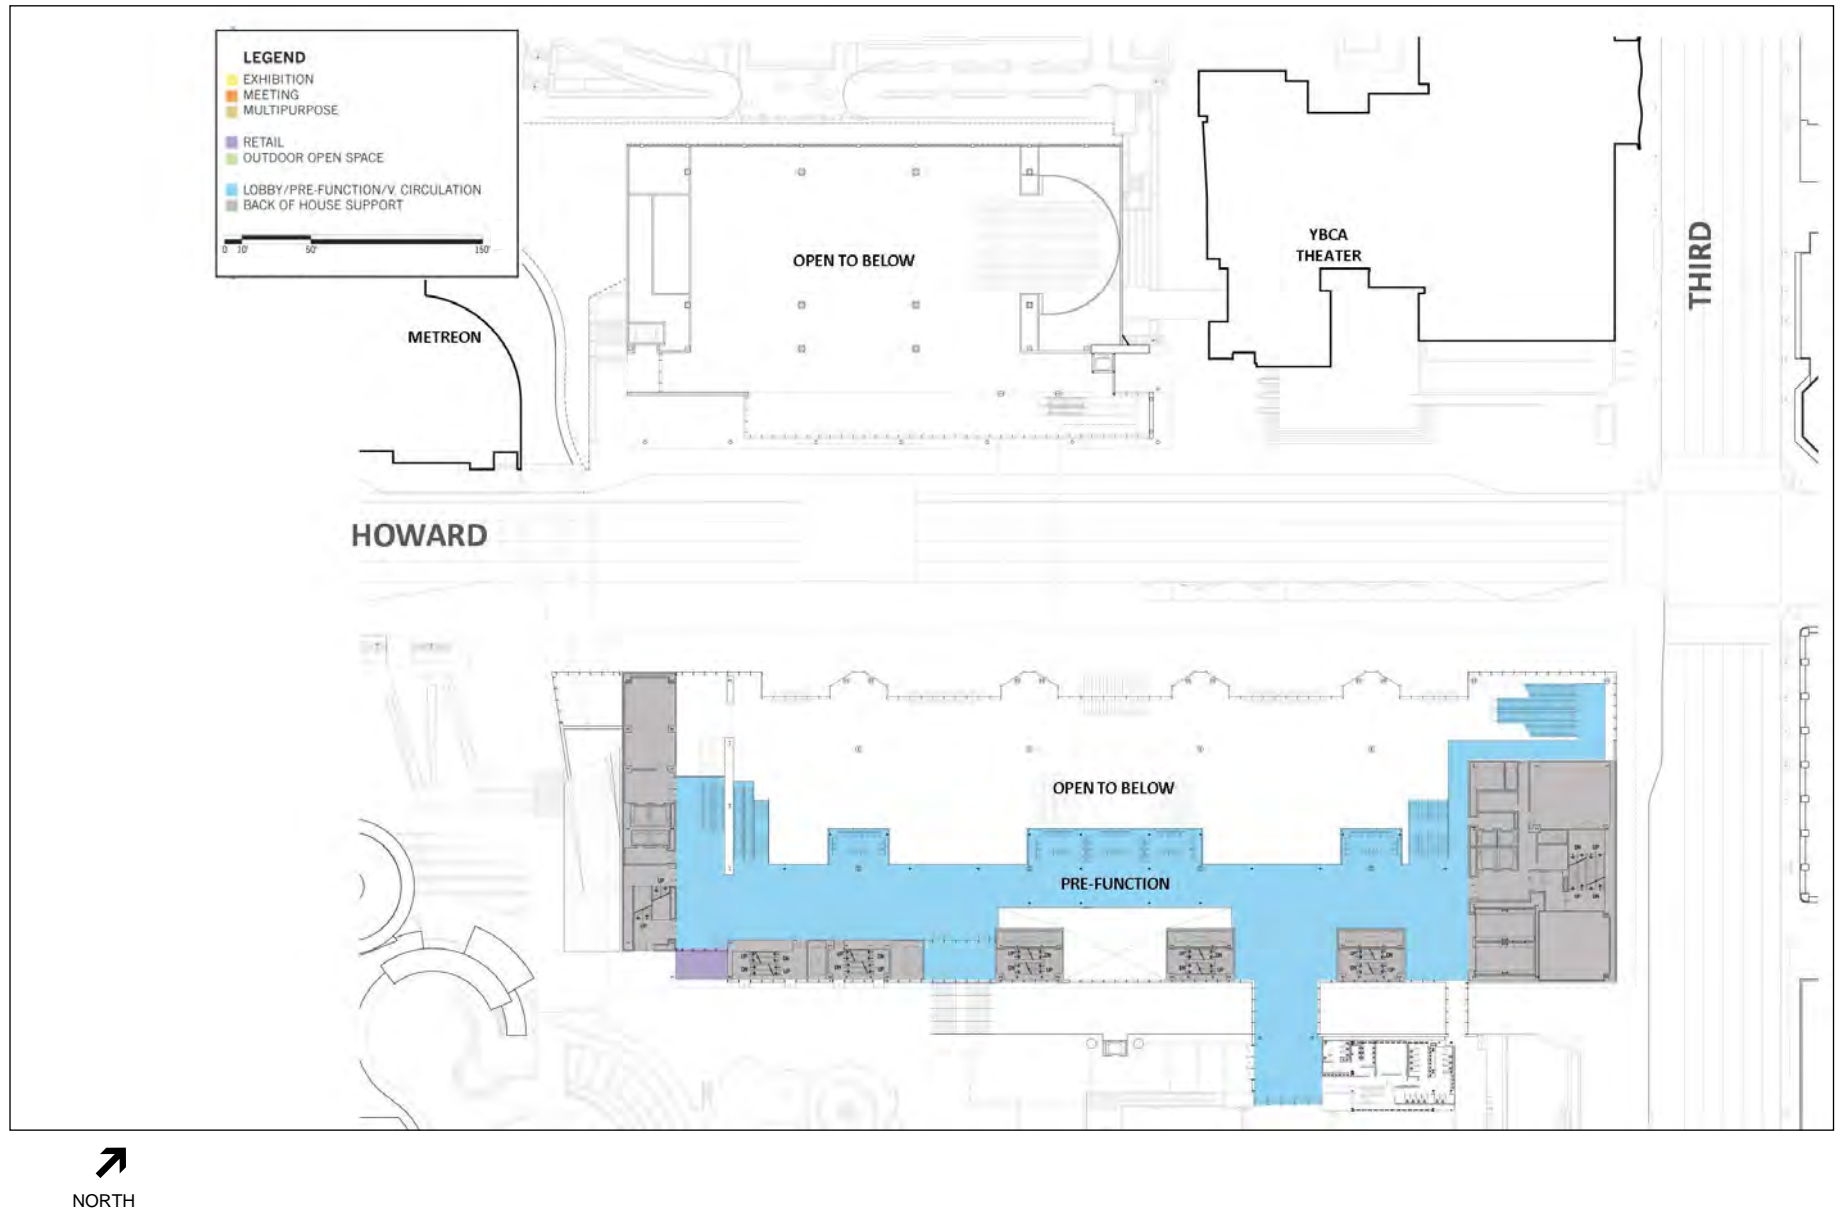 LEGEND
EXHIBITION
MEETING
MULTIPURPOSE
RETAIL
OUTDOOR OPEN SPACE
LOBBY/PRE-FUNCTION/V. CIRCULATION
BACK OF HOUSE SUPPORT
0 10' 50' 150'
OPEN TO BELOW
YBCA
THEATER
THIRD
METREON
HOWARD
OPEN TO BELOW
PRE-FUNCTION
NORTH